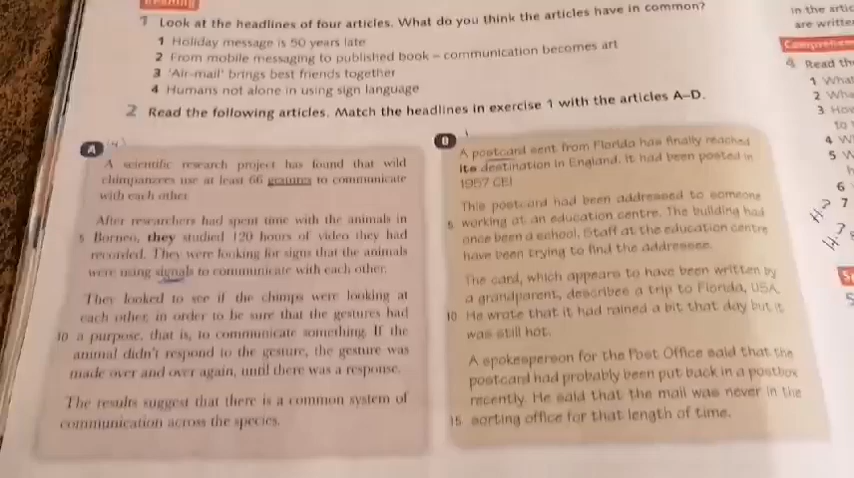 Reading
1 Look at the headlines of four articles. What do you think the articles have in common?
1 Holiday message is 50 years late
2 From mobile messaging to published book – communication becomes art
3 'Air-mail' brings best friends together
4 Humans not alone in using sign language
2 Read the following articles. Match the headlines in exercise 1 with the articles A–D.
A (4)
A scientific research project has found that wild
chimpanzees use at least 66 gestures to communicate
with each other.
After researchers had spent time with the animals in
5 Borneo, they studied 120 hours of video they had
recorded. They were looking for signs that the animals
were using signals to communicate with each other.
They looked to see if the chimps were looking at
each other, in order to be sure that the gestures had
10 a purpose, that is, to communicate something. If the
animal didn't respond to the gesture, the gesture was
made over and over again, until there was a response.
The results suggest that there is a common system of
communication across the species.
B 1
A postcard sent from Florida has finally reached
its destination in England. It had been posted in
1957 CE!
This postcard had been addressed to someone
5 working at an education centre. The building had
once been a school. Staff at the education centre
have been trying to find the addressee.
The card, which appears to have been written by
a grandparent, describes a trip to Florida, USA.
10 He wrote that it had rained a bit that day but it
was still hot.
A spokesperson for the Post Office said that the
postcard had probably been put back in a postbox
recently. He said that the mail was never in the
15 sorting office for that length of time.
in the artic
are writte
Comprehen
4 Read th
1 What
2 Wh
3 How
to
4 W
5 W
6
7
H.?
H.?
S
5